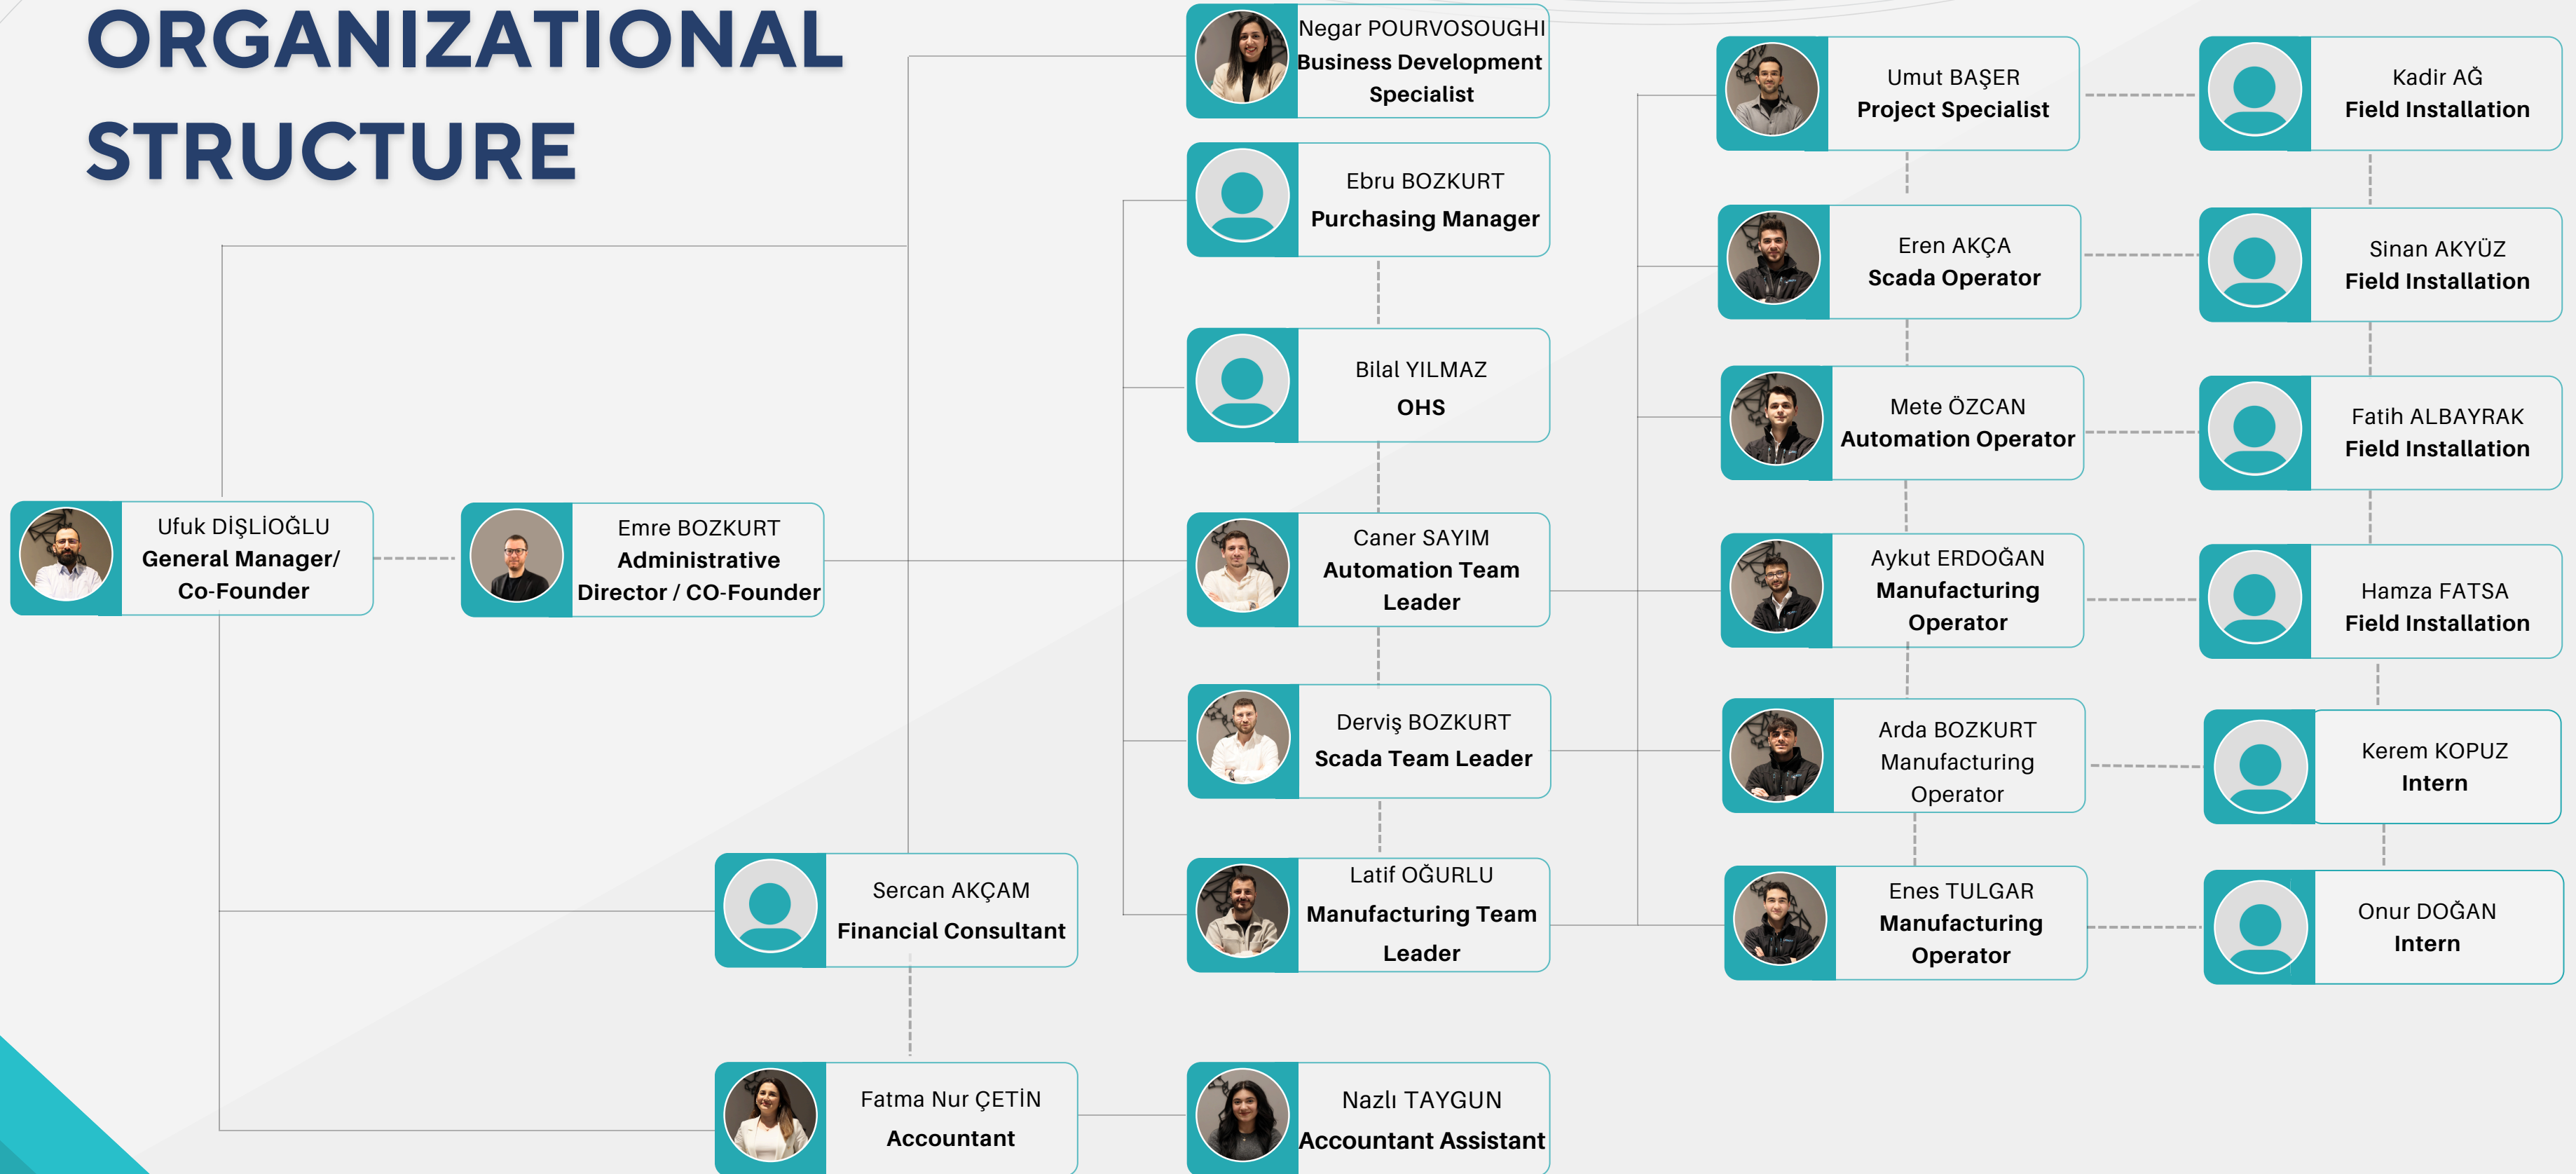 ORGANIZATIONAL
STRUCTURE
Negar POURVOSOUGHI
Business Development
Specialist
Ebru BOZKURT
Purchasing Manager
Bilal YILMAZ
OHS
Ufuk DİŞLİOĞLU
General Manager/
Co-Founder
Emre BOZKURT
Administrative
Director / CO-Founder
Caner SAYIM
Automation Team
Leader
Derviş BOZKURT
Scada Team Leader
Latif OĞURLU
Manufacturing Team
Leader
Sercan AKÇAM
Financial Consultant
Fatma Nur ÇETİN
Accountant
Nazlı TAYGUN
Accountant Assistant
Umut BAŞER
Project Specialist
Eren AKÇA
Scada Operator
Mete ÖZCAN
Automation Operator
Aykut ERDOĞAN
Manufacturing
Operator
Arda BOZKURT
Manufacturing
Operator
Enes TULGAR
Manufacturing
Operator
Kadir AĞ
Field Installation
Sinan AKYÜZ
Field Installation
Fatih ALBAYRAK
Field Installation
Hamza FATSA
Field Installation
Kerem KOPUZ
Intern
Onur DOĞAN
Intern